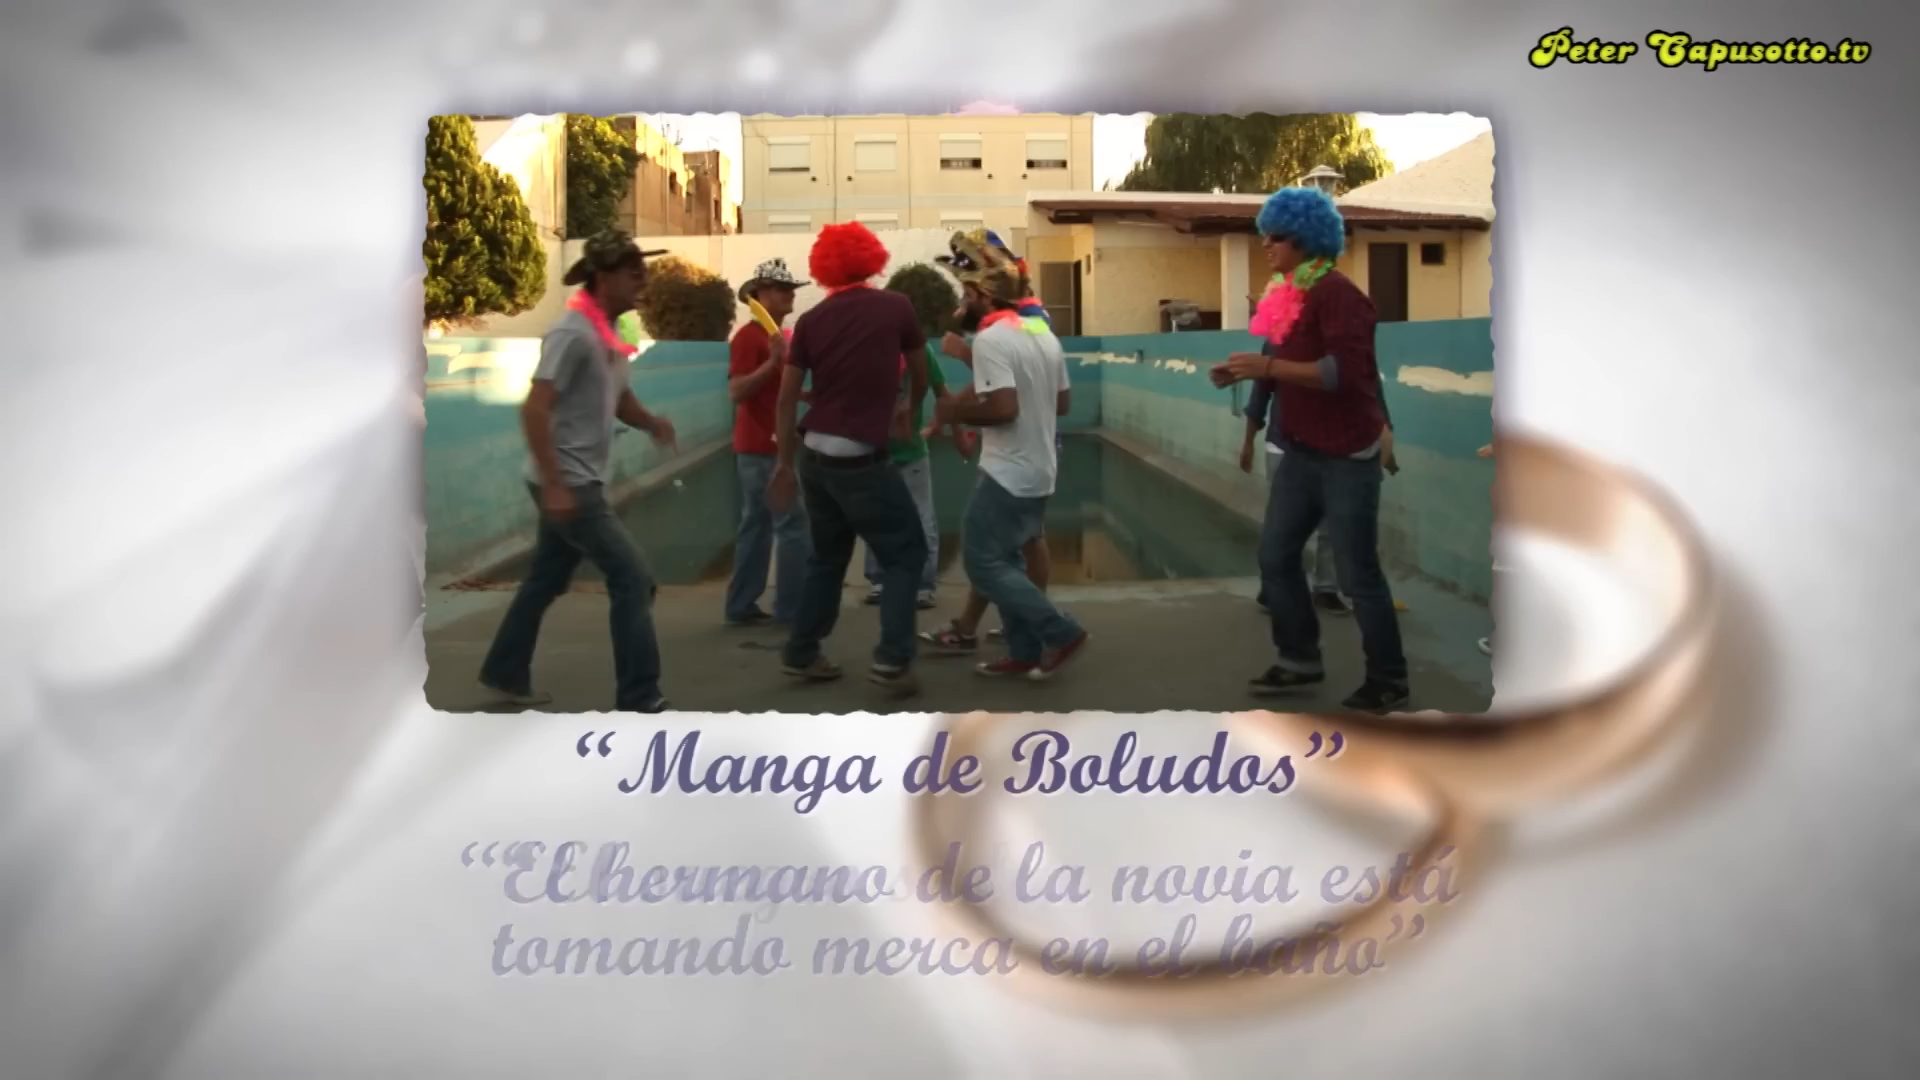 Peter Capusotto.tv
“Manga de Boludos”
“El hermano de la novia está
tomando merca en el baño”